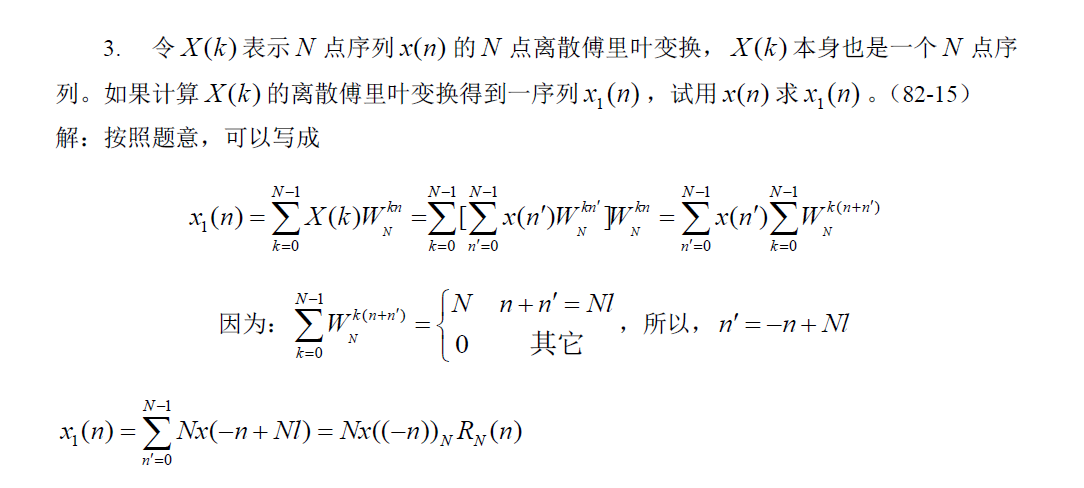 3. 令 X(k) 表示 N 点序列 x(n) 的 N 点离散傅里叶变换， X(k) 本身也是一个 N 点序
列。如果计算 X(k) 的离散傅里叶变换得到一序列 x₁(n)，试用 x(n) 求 x₁(n)。（82-15）
解：按照题意，可以写成
x₁(n) = \sum_{k=0}^{N-1} X(k)W_N^{kn} = \sum_{k=0}^{N-1} [\sum_{n'=0}^{N-1} x(n')W_N^{kn'}]W_N^{kn} = \sum_{n'=0}^{N-1} x(n') \sum_{k=0}^{N-1} W_N^{k(n+n')}
因为： \sum_{k=0}^{N-1} W_N^{k(n+n')} = \begin{cases} N & n+n'=Nl \\ 0 & 其它 \end{cases} ，所以， n' = -n + Nl
x₁(n) = \sum_{n'=0}^{N-1} Nx(-n + Nl) = Nx((-n))_N R_N(n)